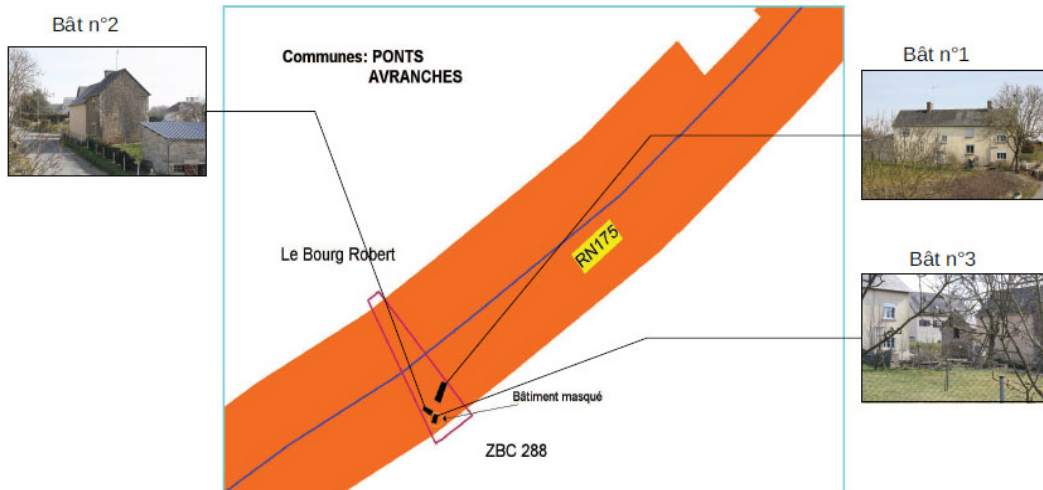 Bât n°2
Bât n°1
Communes: PONTS
AVRANCHES
Le Bourg Robert
RN175
Bât n°3
Bâtiment masqué
ZBC 288